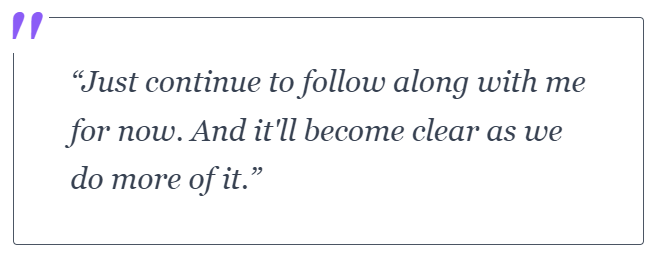 “Just continue to follow along with me
for now. And it'll become clear as we
do more of it.”